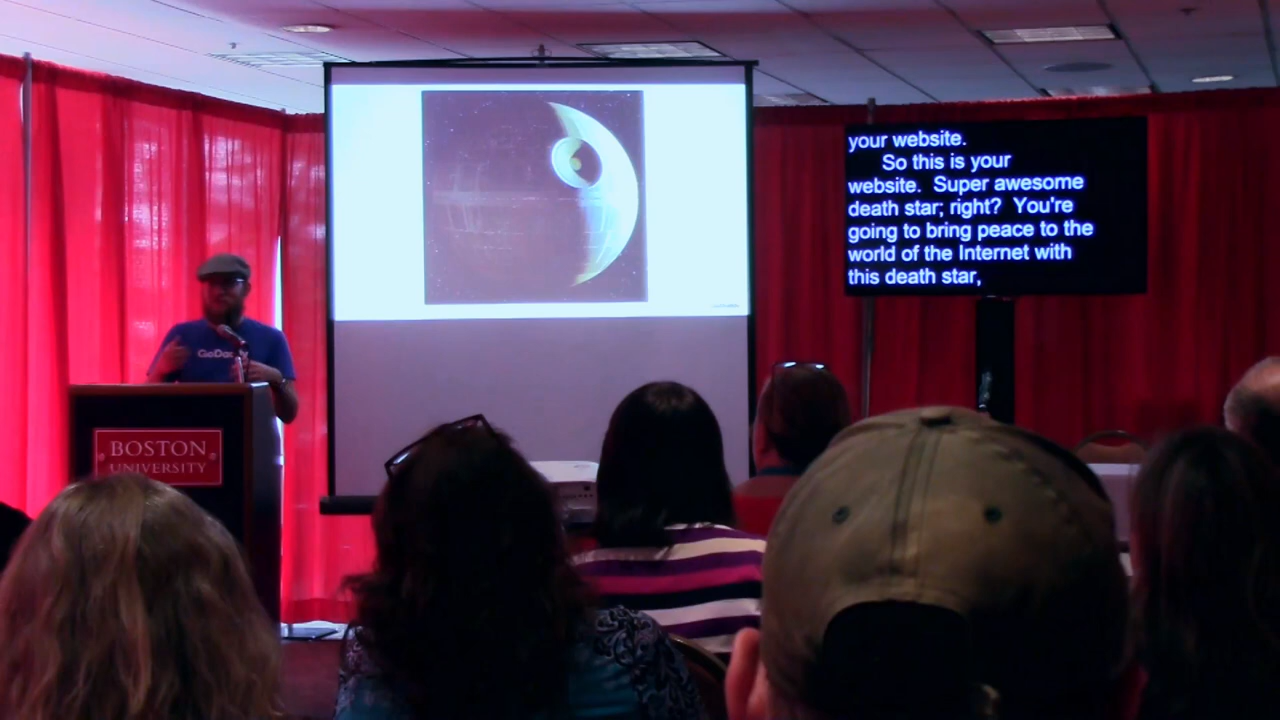 your website.
So this is your
website. Super awesome
death star; right? You're
going to bring peace to the
world of the Internet with
this death star,
BOSTON
UNIVERSITY